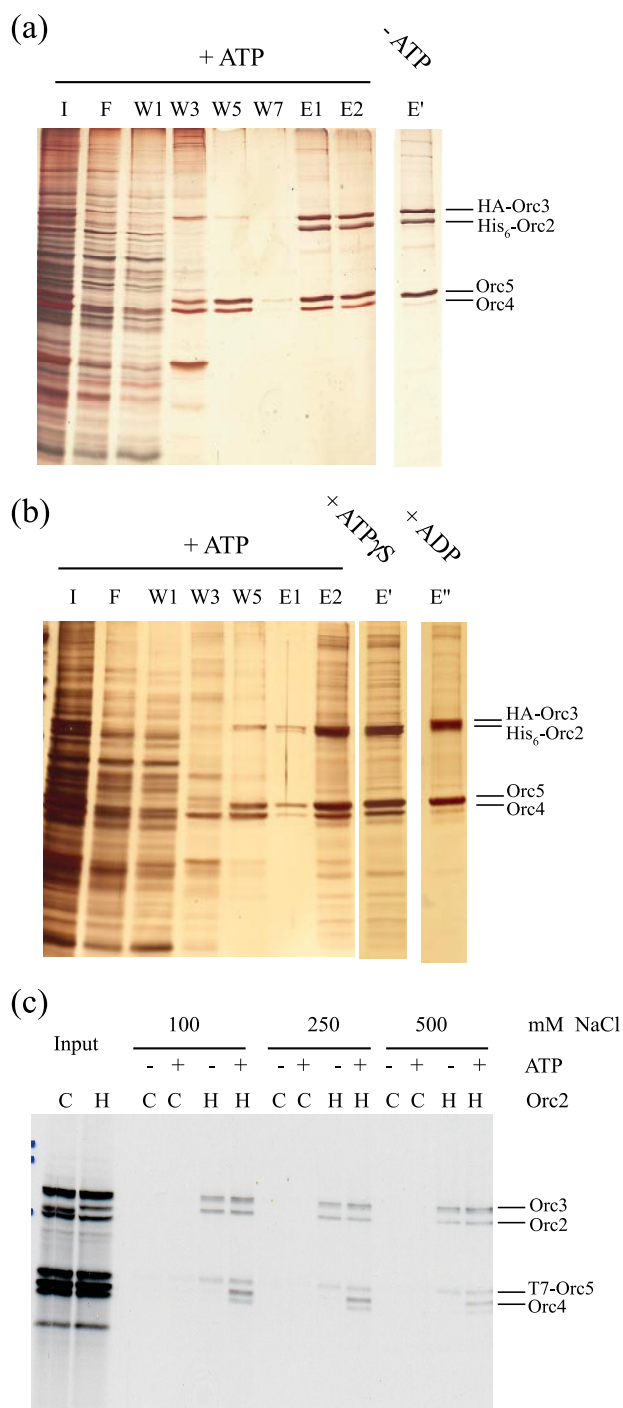 (a)
+ ATP
- ATP
I F W1 W3 W5 W7 E1 E2 E'
HA-Orc3
His6-Orc2
Orc5
Orc4
(b)
+ ATP
+ ATPγS
+ ADP
I F W1 W3 W5 E1 E2 E' E"
HA-Orc3
His6-Orc2
Orc5
Orc4
(c)
100 250 500 mM NaCl
Input
- + - + - + - + - + - + ATP
C H C C H H C C H H C C H H Orc2
Orc3
Orc2
T7-Orc5
Orc4